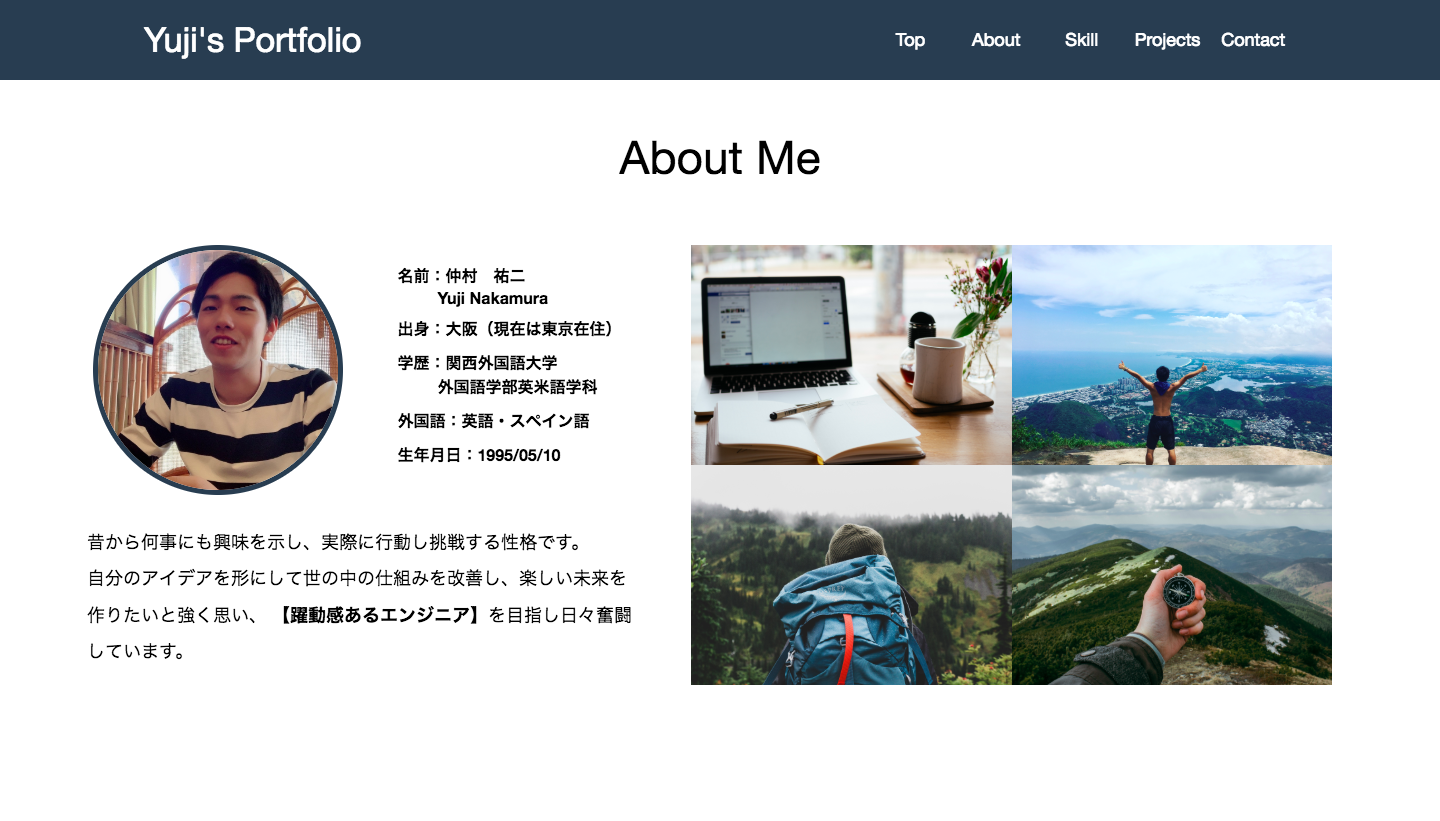 Yuji's Portfolio
Top About Skill Projects Contact
About Me
名前：仲村　祐二
Yuji Nakamura
出身：大阪（現在は東京在住）
学歴：関西外国語大学
外国語学部英米語学科
外国語：英語・スペイン語
生年月日：1995/05/10
昔から何事にも興味を示し、実際に行動し挑戦する性格です。
自分のアイデアを形にして世の中の仕組みを改善し、楽しい未来を
作りたいと強く思い、 【躍動感あるエンジニア】を目指し日々奮闘
しています。